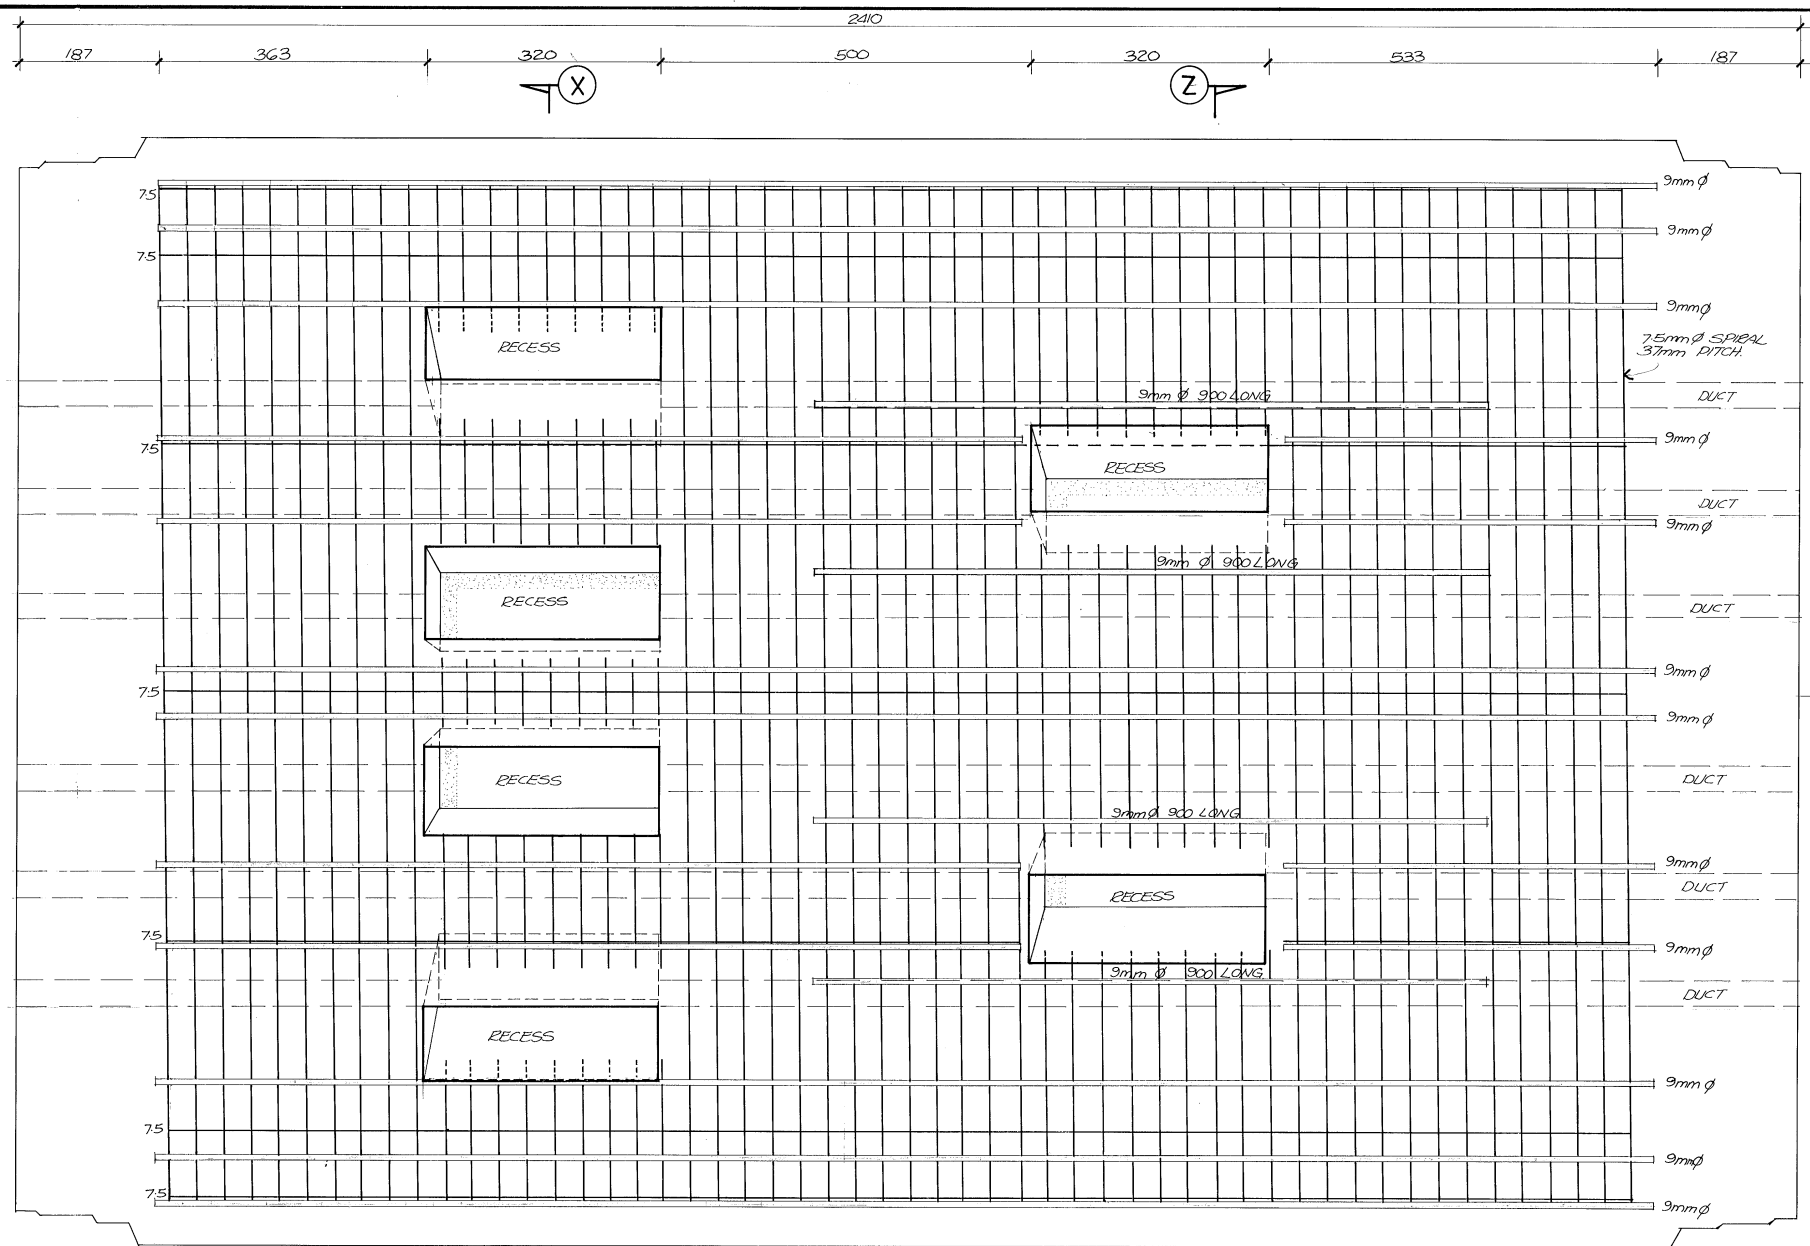 2410
187 363 320 500 320 533 187
X Z
9mm Ø
7.5
9mm Ø
7.5
9mm Ø
7.5mm Ø SPIRAL
37mm PITCH.
RECESS
9mm Ø 900 LONG
DUCT
7.5
9mm Ø
RECESS
DUCT
9mm Ø
9mm Ø 900 LONG
RECESS
DUCT
9mm Ø
7.5
9mm Ø
RECESS
DUCT
9mm Ø 900 LONG
9mm Ø
DUCT
RECESS
7.5
9mm Ø
9mm Ø 900 LONG
DUCT
RECESS
9mm Ø
7.5
9mmØ
7.5
9mm Ø